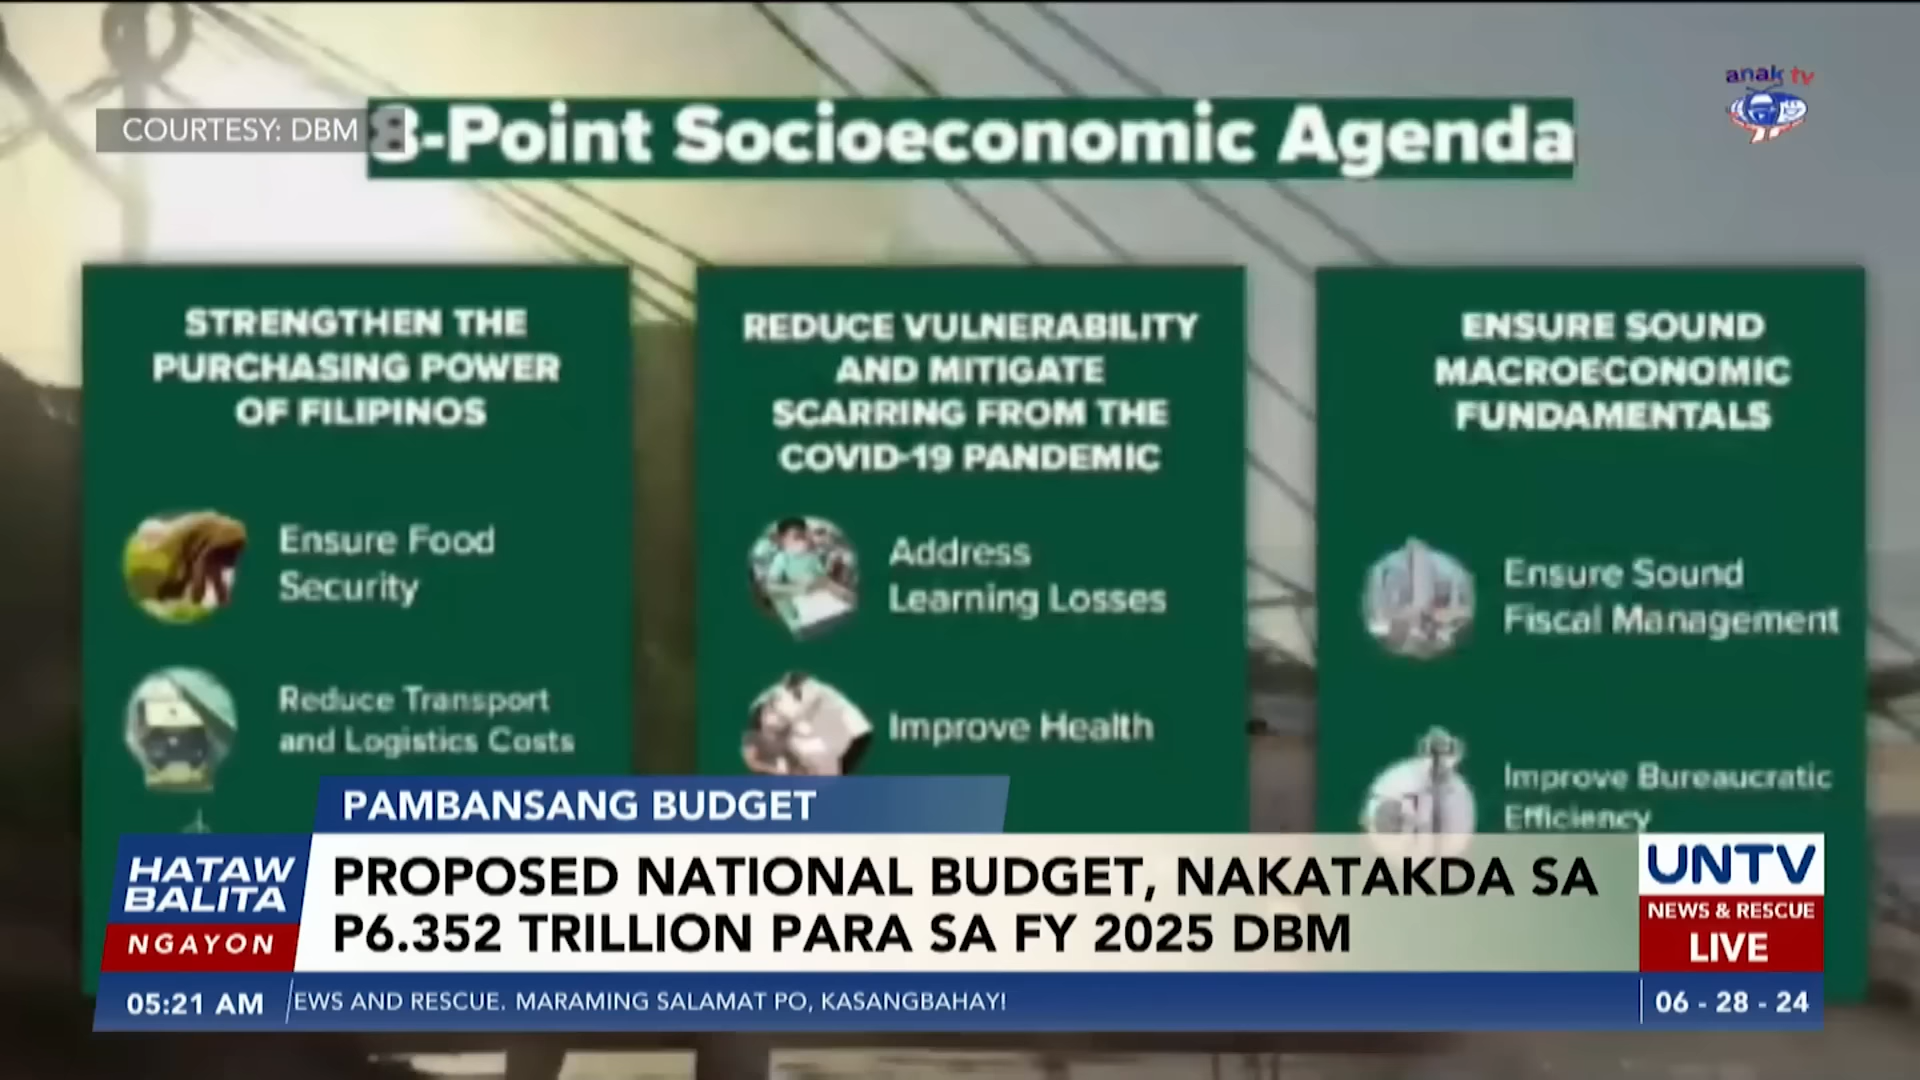 anak tv
COURTESY: DBM
8-Point Socioeconomic Agenda
STRENGTHEN THE
PURCHASING POWER
OF FILIPINOS
Ensure Food
Security
Reduce Transport
and Logistics Costs
REDUCE VULNERABILITY
AND MITIGATE
SCARRING FROM THE
COVID-19 PANDEMIC
Address
Learning Losses
Improve Health
ENSURE SOUND
MACROECONOMIC
FUNDAMENTALS
Ensure Sound
Fiscal Management
Improve Bureaucratic
Efficiency
PAMBANSANG BUDGET
HATAW
BALITA
NGAYON
PROPOSED NATIONAL BUDGET, NAKATAKDA SA
P6.352 TRILLION PARA SA FY 2025 DBM
UNTV
NEWS & RESCUE
LIVE
05:21 AM
EWS AND RESCUE. MARAMING SALAMAT PO, KASANGBAHAY!
06 - 28 - 24